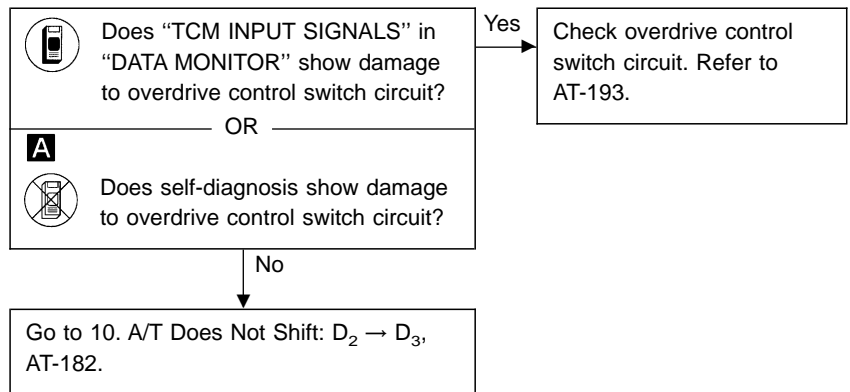 Does “TCM INPUT SIGNALS” in
“DATA MONITOR” show damage
to overdrive control switch circuit?
Yes
Check overdrive control
switch circuit. Refer to
AT-193.
OR
A
Does self-diagnosis show damage
to overdrive control switch circuit?
No
Go to 10. A/T Does Not Shift: D₂ → D₃,
AT-182.